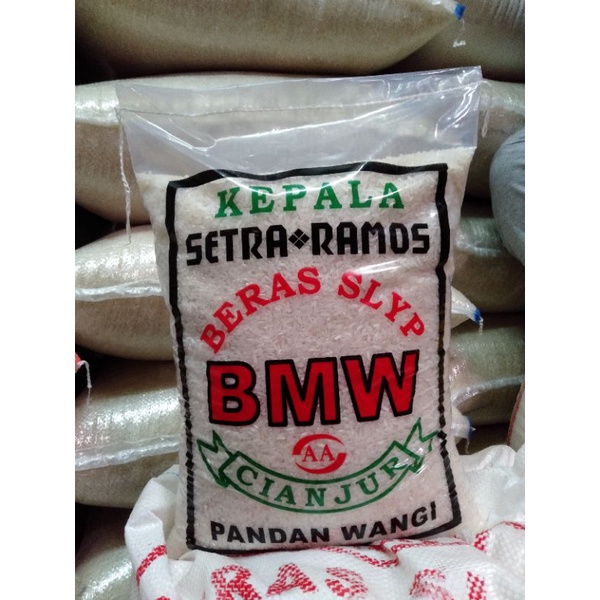 KEPALA
SETRA❖RAMOS
BERAS SLYP
BMW
AA
CIANJUR
PANDAN WANGI